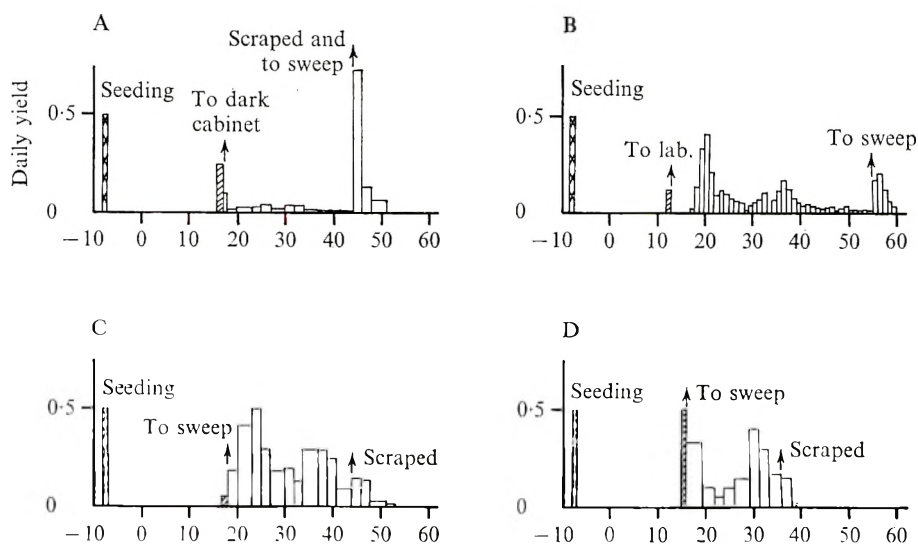 A
Scraped and
to sweep
Seeding
To dark
cabinet
Daily yield
0·5
0
−10 0 10 20 30 40 50 60
B
Seeding
To lab.
To sweep
0·5
0
−10 0 10 20 30 40 50 60
C
Seeding
To sweep
Scraped
0·5
0
−10 0 10 20 30 40 50 60
D
Seeding
To sweep
Scraped
0·5
0
−10 0 10 20 30 40 50 60